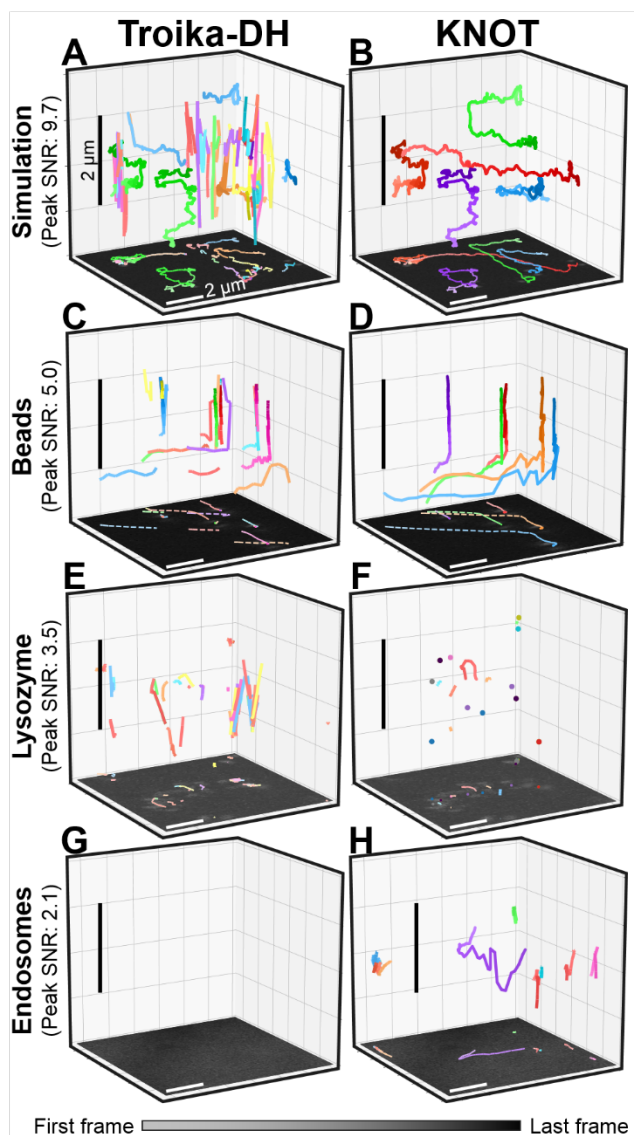 Troika-DH KNOT
A B
Simulation
(Peak SNR: 9.7)
2 μm
2 μm
C D
Beads
(Peak SNR: 5.0)
E F
Lysozyme
(Peak SNR: 3.5)
G H
Endosomes
(Peak SNR: 2.1)
First frame Last frame